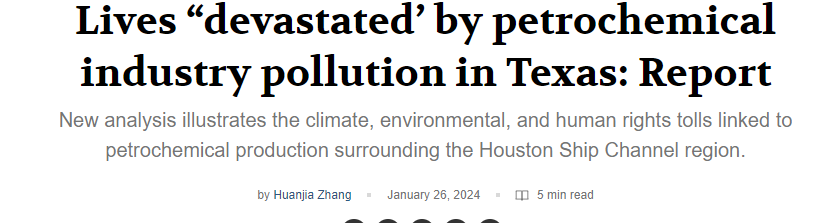 Lives “devastated’ by petrochemical
industry pollution in Texas: Report
New analysis illustrates the climate, environmental, and human rights tolls linked to
petrochemical production surrounding the Houston Ship Channel region.
by Huanjia Zhang January 26, 2024 5 min read